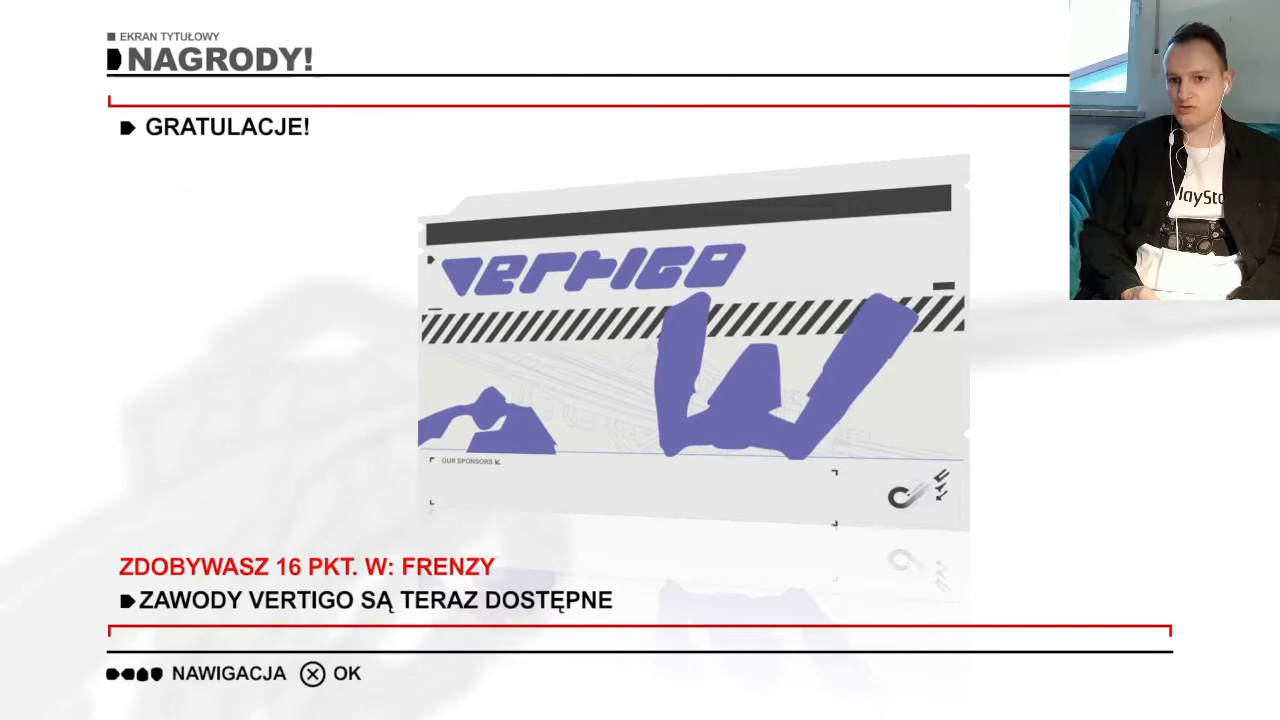 EKRAN TYTUŁOWY
NAGRODY!
GRATULACJE!
VERTIGO
OUR SPONSORS
ZDOBYWASZ 16 PKT. W: FRENZY
ZAWODY VERTIGO SĄ TERAZ DOSTĘPNE
NAWIGACJA OK